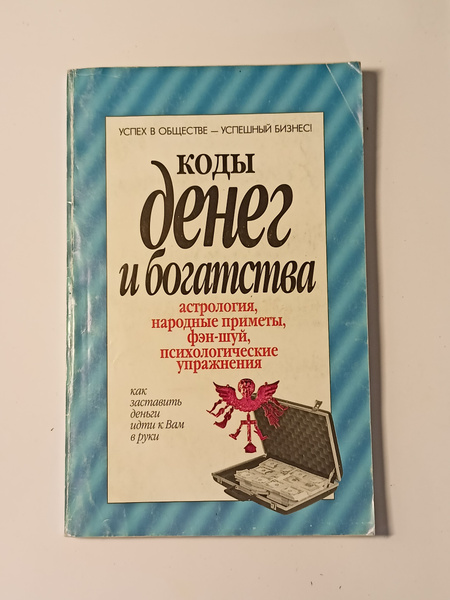 УСПЕХ В ОБЩЕСТВЕ — УСПЕШНЫЙ БИЗНЕС!
КОДЫ
денег
и богатства
астрология,
народные приметы,
фэн-шуй,
психологические
упражнения
как
заставить
деньги
идти к Вам
в руки